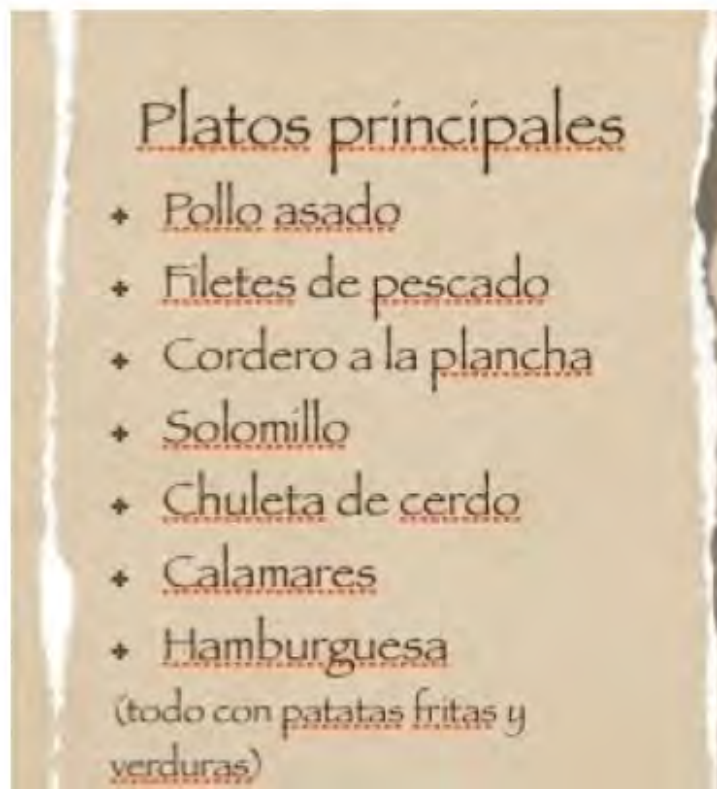 Platos principales
Pollo asado
Filetes de pescado
Cordero a la plancha
Solomillo
Chuleta de cerdo
Calamares
Hamburguesa
(todo con patatas fritas y
verduras)